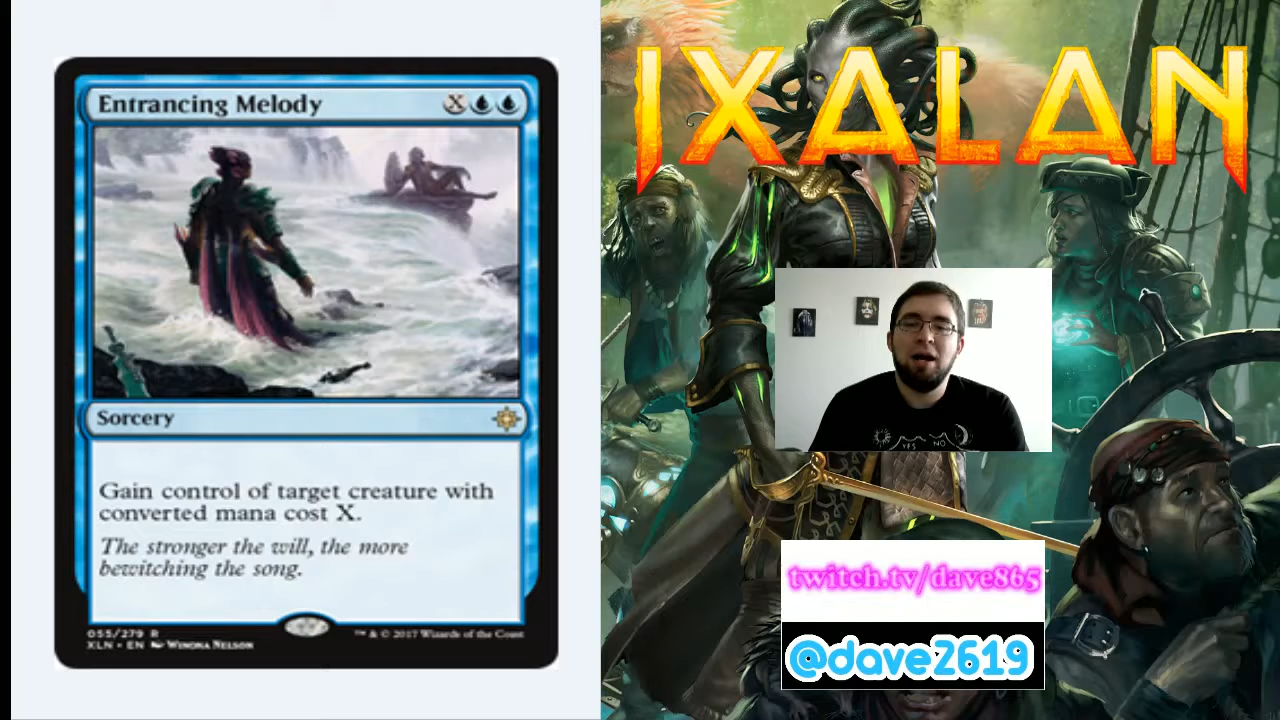 Entrancing Melody
X
Sorcery
Gain control of target creature with
converted mana cost X.
The stronger the will, the more
bewitching the song.
055/279 R
XLN • EN Winona Nelson
™ & © 2017 Wizards of the Coast
IXALAN
YES NO
twitch.tv/dave865
@dave2619